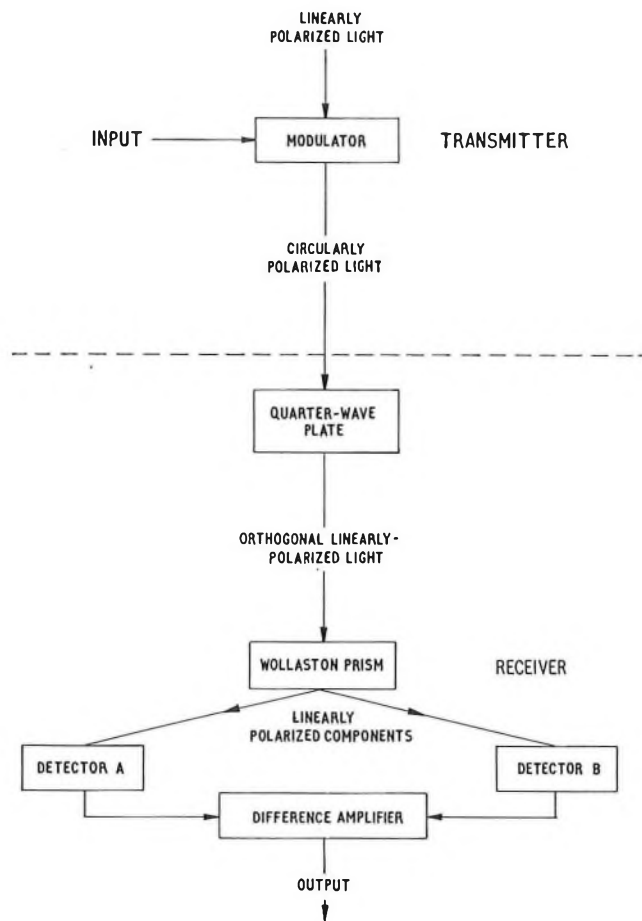 LINEARLY
POLARIZED LIGHT
INPUT
MODULATOR
TRANSMITTER
CIRCULARLY
POLARIZED LIGHT
QUARTER-WAVE
PLATE
ORTHOGONAL LINEARLY-
POLARIZED LIGHT
WOLLASTON PRISM
RECEIVER
LINEARLY
POLARIZED COMPONENTS
DETECTOR A
DETECTOR B
DIFFERENCE AMPLIFIER
OUTPUT